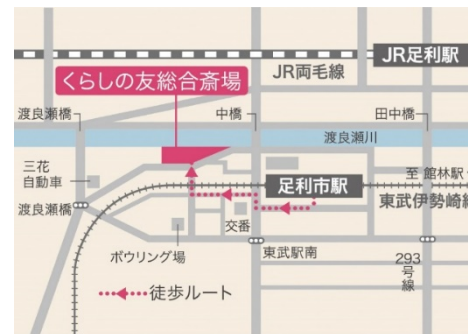 JR足利駅
JR両毛線
くらしの友総合斎場
渡良瀬橋
中橋
田中橋
渡良瀬川
三花
自動車
足利市駅
至 館林駅
東武伊勢崎線
渡良瀬橋
ボウリング場
交番
東武駅南
293
号
線
徒歩ルート